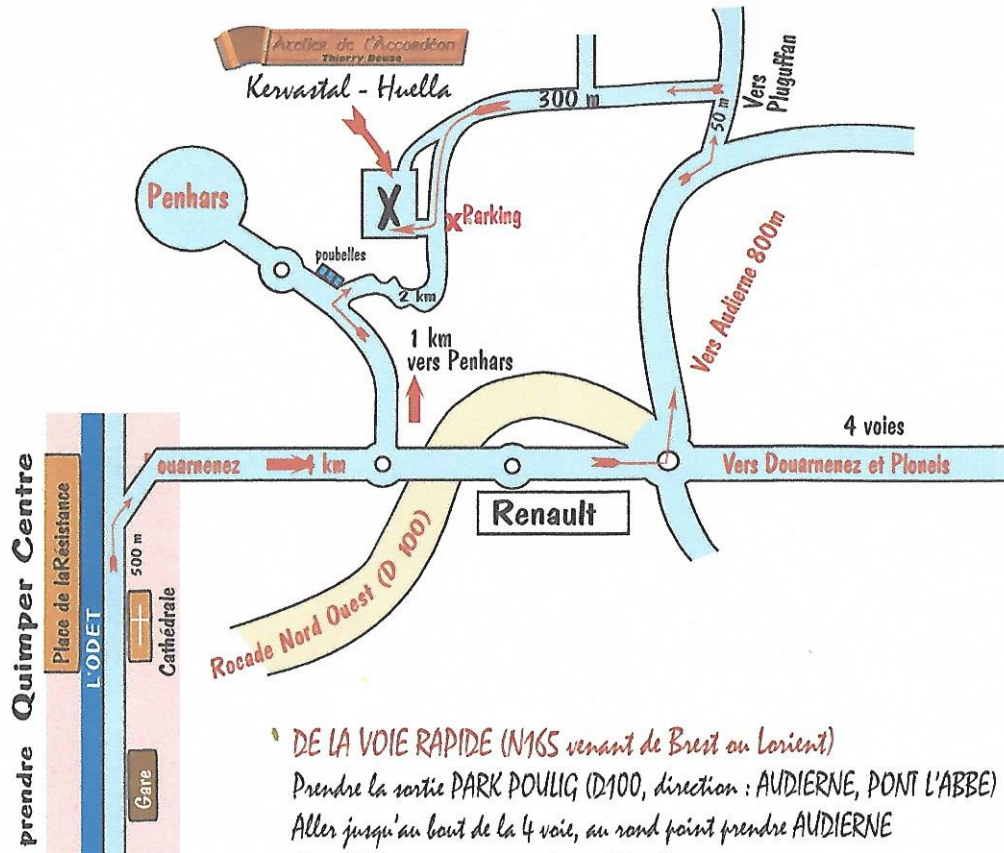 Atelier de l'Accordéon
Thierry Bouse
Kervastal - Huella
300 m
50 m
Vers
Pluguffan
Penhars
X
x Parking
poubelles
2 km
1 km
vers Penhars
Vers Audierne 800m
4 voies
ouarnenez
4 km
Vers Douarnenez et Ploneis
Renault
Rocade Nord Ouest (D 100)
prendre Quimper Centre
Place de la Résistance
L'ODET
500 m
Cathédrale
Gare
DE LA VOIE RAPIDE (N165 venant de Brest ou Lorient)
Prendre la sortie PARK POULIG (D100, direction : AUDIERNE, PONT L'ABBE)
Aller jusqu'au bout de la 4 voie, au rond point prendre AUDIERNE